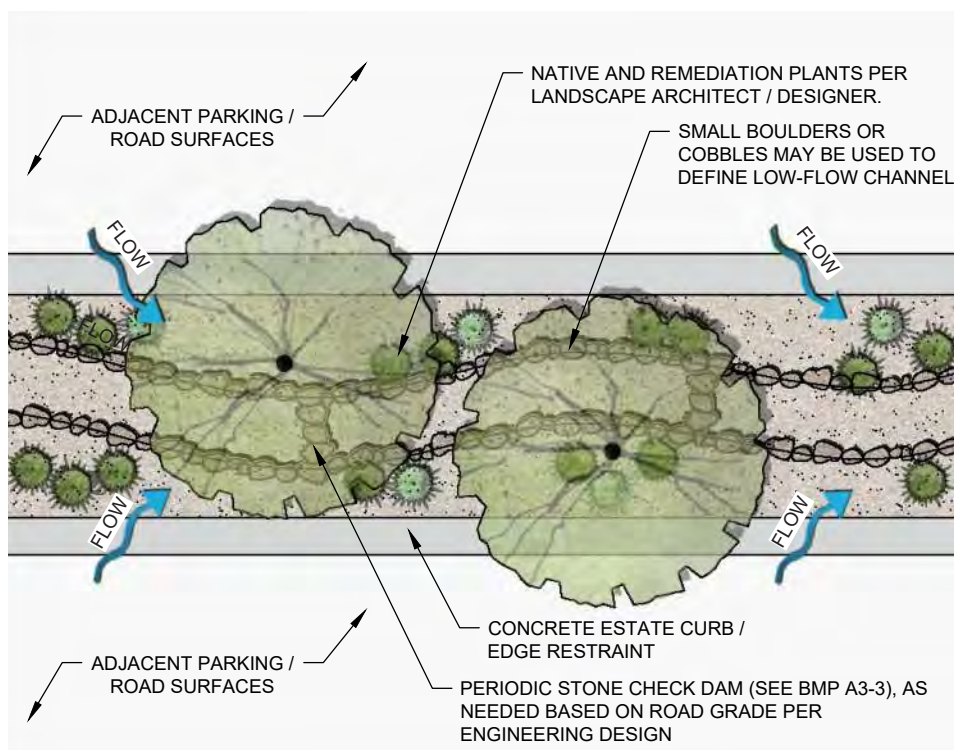 NATIVE AND REMEDIATION PLANTS PER
LANDSCAPE ARCHITECT / DESIGNER.
ADJACENT PARKING /
ROAD SURFACES
SMALL BOULDERS OR
COBBLES MAY BE USED TO
DEFINE LOW-FLOW CHANNEL
FLOW
FLOW
FLOW
FLOW
FLOW
CONCRETE ESTATE CURB /
EDGE RESTRAINT
ADJACENT PARKING /
ROAD SURFACES
PERIODIC STONE CHECK DAM (SEE BMP A3-3), AS
NEEDED BASED ON ROAD GRADE PER
ENGINEERING DESIGN